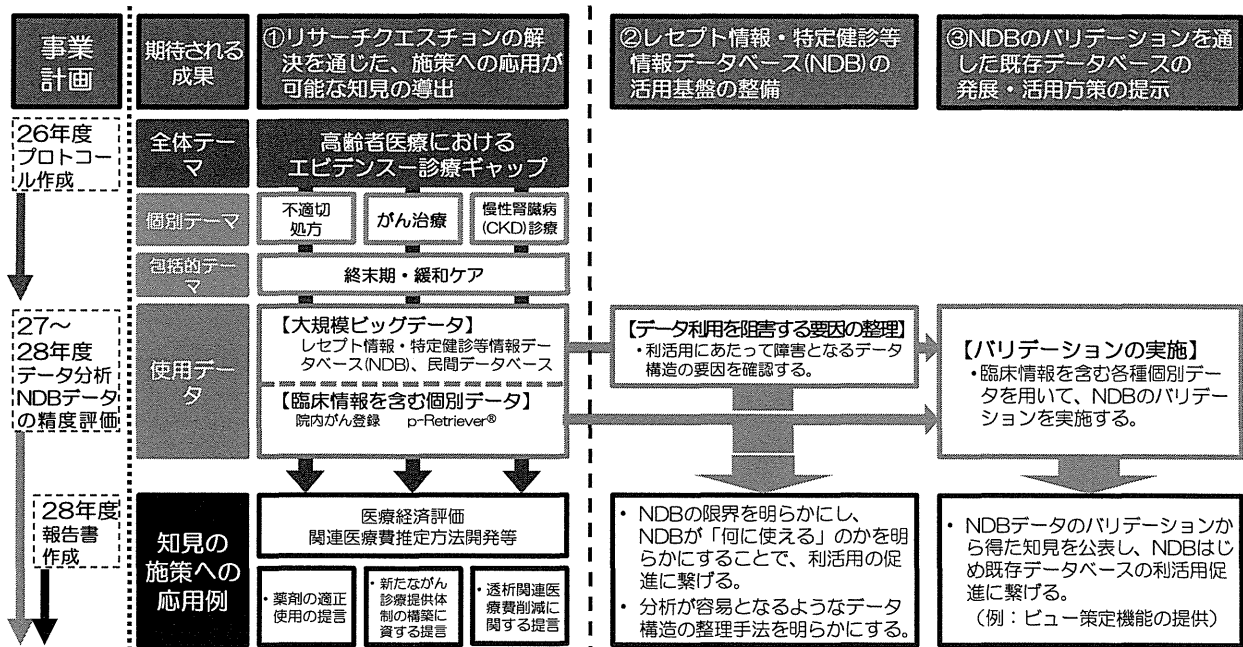 事業
計画
期待される
成果
①リサーチクエスチョンの解
決を通じた、施策への応用が
可能な知見の導出
②レセプト情報・特定健診等
情報データベース(NDB)の
活用基盤の整備
③NDBのバリデーションを通
した既存データベースの
発展・活用方策の提示
26年度
プロトコー
ル作成
全体テー
マ
高齢者医療における
エビデンスー診療ギャップ
個別テーマ
不適切
処方
がん治療
慢性腎臓病
(CKD)診療
包括的テー
マ
終末期・緩和ケア
27～
28年度
データ分析
NDBデータ
の精度評価
使用デー
タ
【大規模ビッグデータ】
レセプト情報・特定健診等情報デー
タベース(NDB)、民間データベース
【臨床情報を含む個別データ】
院内がん登録 p-Retriever®
【データ利用を阻害する要因の整理】
・利活用にあたって障害となるデータ
構造の要因を確認する。
【バリデーションの実施】
・臨床情報を含む各種個別デー
タを用いて、NDBのバリデー
ションを実施する。
28年度
報告書
作成
知見の
施策への
応用例
医療経済評価
関連医療費推定方法開発等
・薬剤の適正
使用の提言
・新たながん
診療提供体
制の構築に
資する提言
・透析関連医
療費削減に
関する提言
・NDBの限界を明らかにし、
NDBが「何に使える」のかを明
らかにすることで、利活用の促
進に繋げる。
・分析が容易となるようなデータ
構造の整理手法を明らかにする。
・NDBデータのバリデーションか
ら得た知見を公表し、NDBはじ
め既存データベースの利活用促
進に繋げる。
（例：ビュー策定機能の提供）